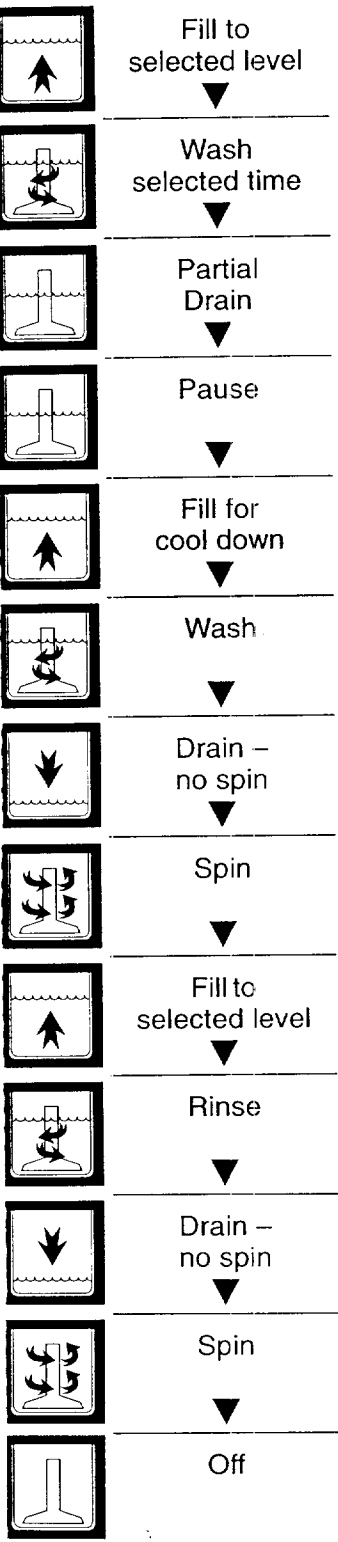 Fill to
selected level
Wash
selected time
Partial
Drain
Pause
Fill for
cool down
Wash
Drain –
no spin
Spin
Fill to
selected level
Rinse
Drain –
no spin
Spin
Off